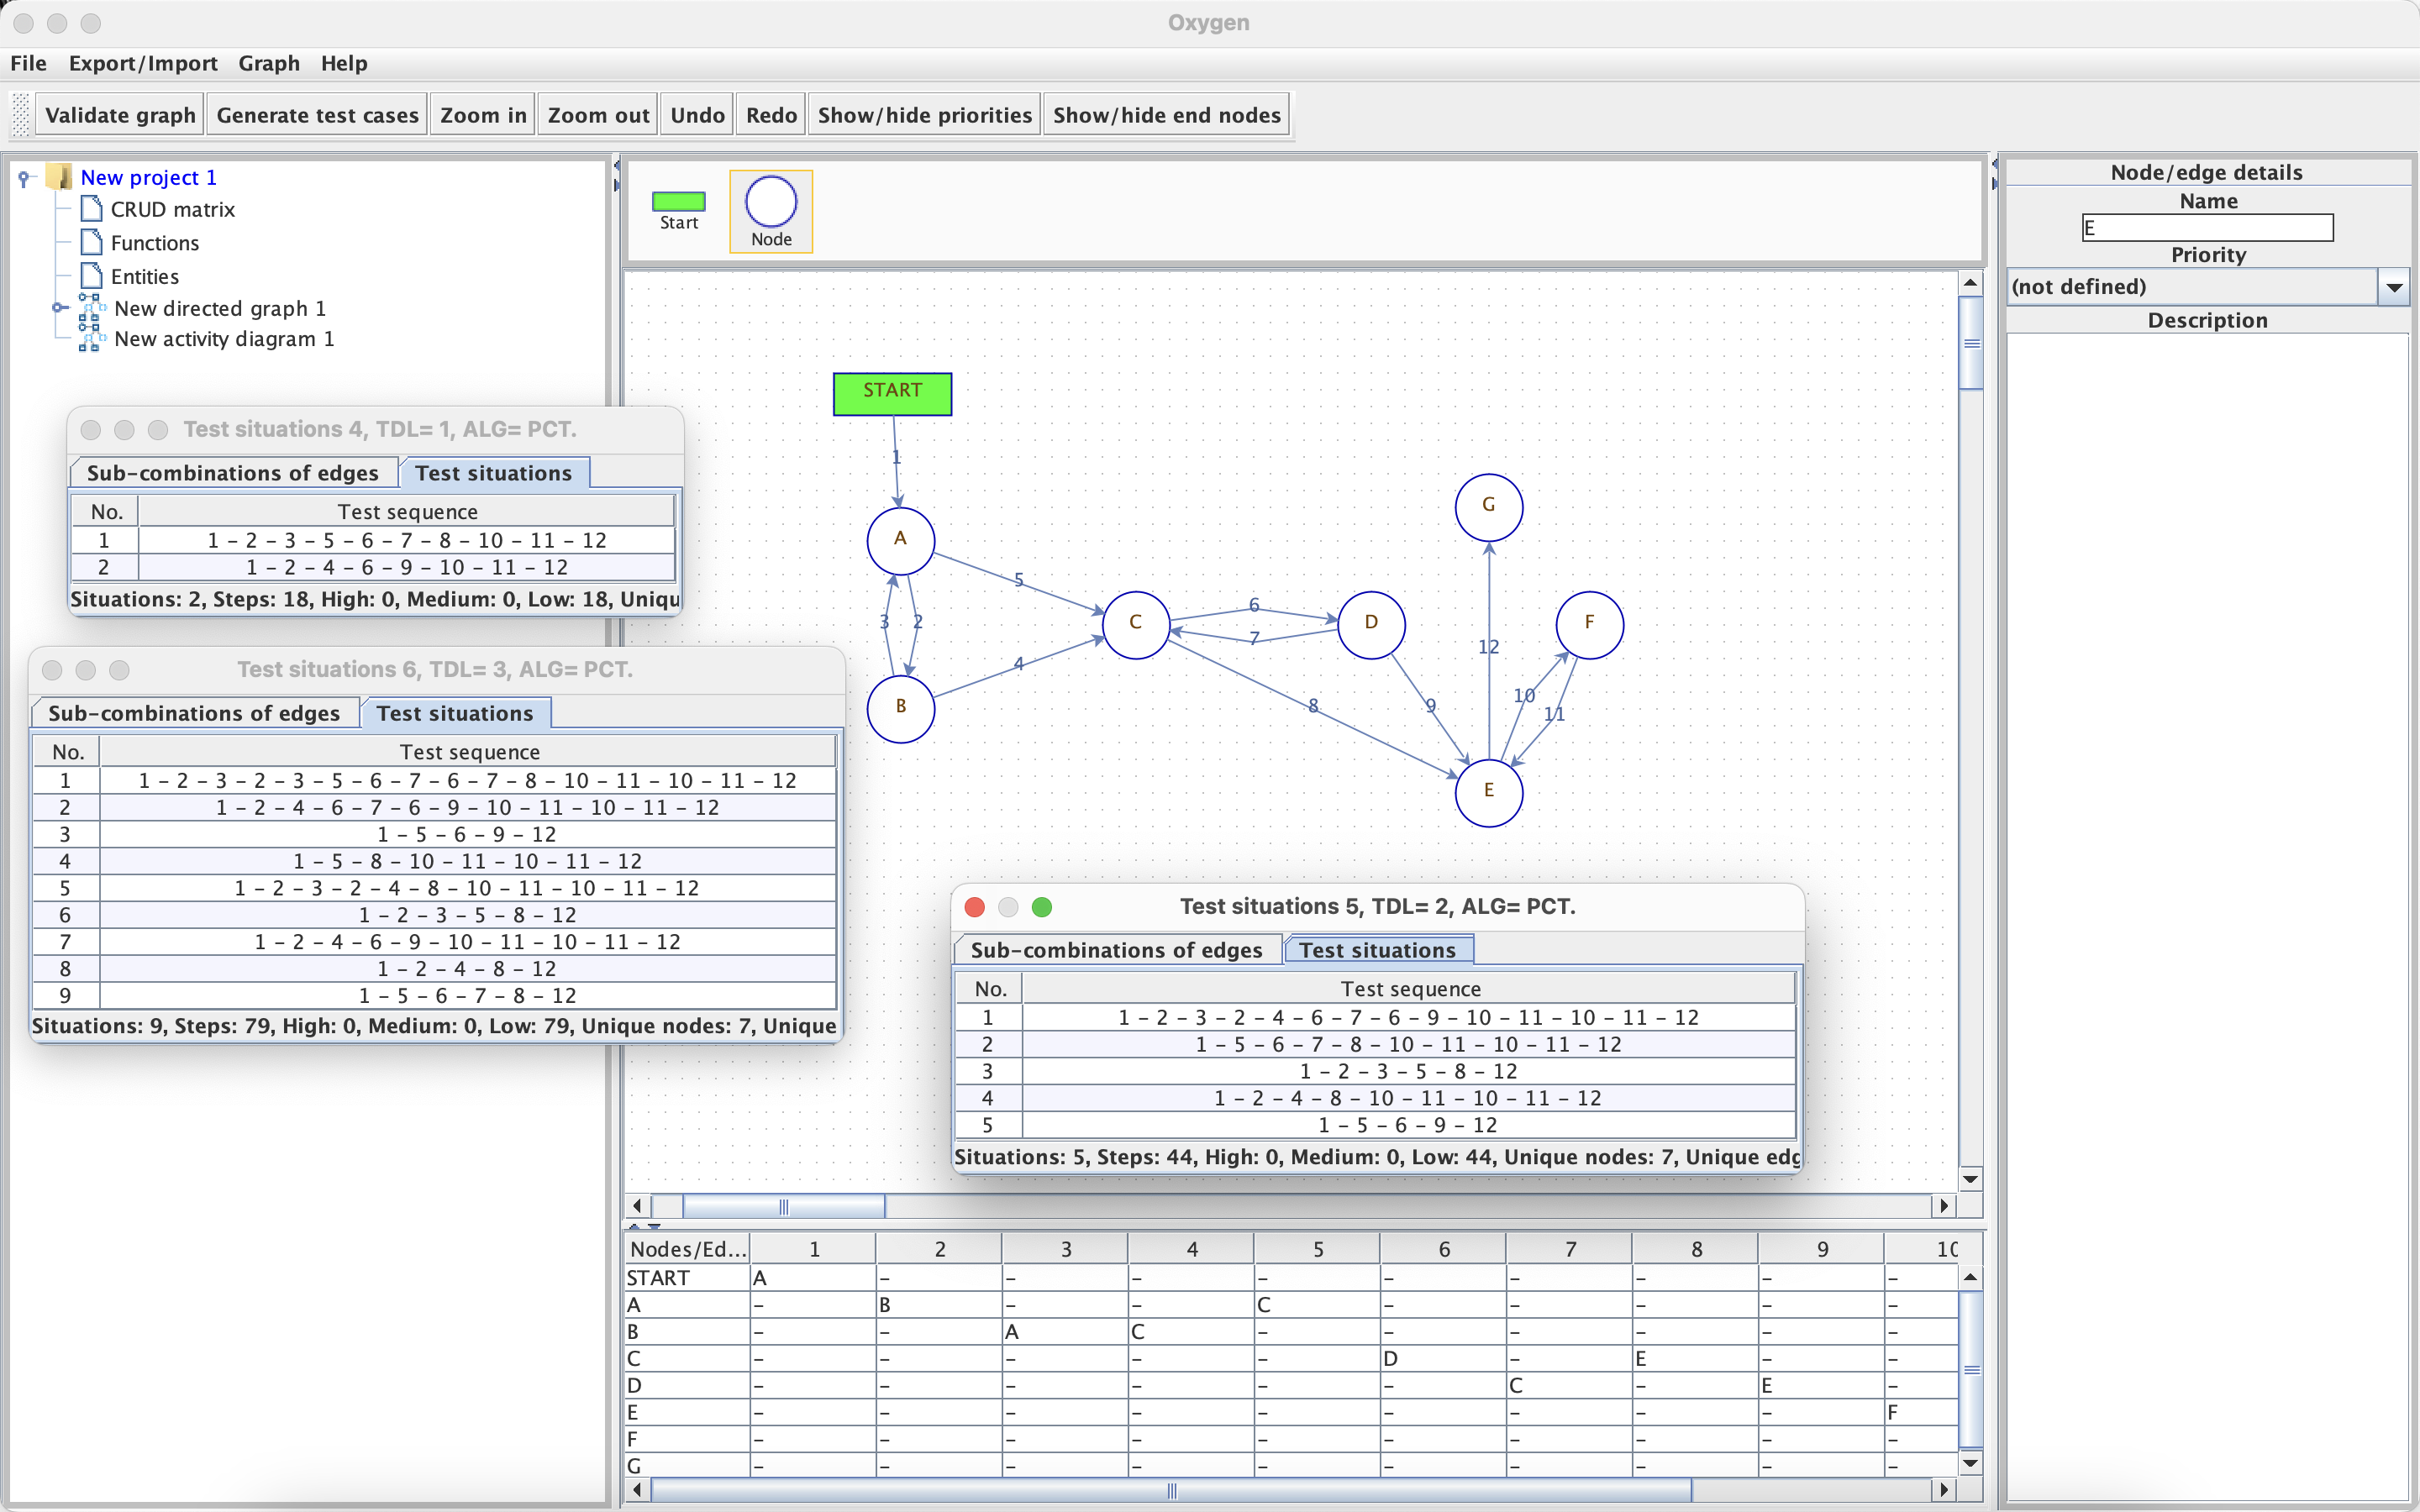 Oxygen
File Export/Import Graph Help
Validate graph Generate test cases Zoom in Zoom out Undo Redo Show/hide priorities Show/hide end nodes
New project 1
CRUD matrix
Functions
Entities
New directed graph 1
New activity diagram 1
Test situations 4, TDL= 1, ALG= PCT.
Sub-combinations of edges Test situations
No. Test sequence
1 1 - 2 - 3 - 5 - 6 - 7 - 8 - 10 - 11 - 12
2 1 - 2 - 4 - 6 - 9 - 10 - 11 - 12
Situations: 2, Steps: 18, High: 0, Medium: 0, Low: 18, Uniqu
Test situations 6, TDL= 3, ALG= PCT.
Sub-combinations of edges Test situations
No. Test sequence
1 1 - 2 - 3 - 2 - 3 - 5 - 6 - 7 - 6 - 7 - 8 - 10 - 11 - 10 - 11 - 12
2 1 - 2 - 4 - 6 - 7 - 6 - 9 - 10 - 11 - 10 - 11 - 12
3 1 - 5 - 6 - 9 - 12
4 1 - 5 - 8 - 10 - 11 - 10 - 11 - 12
5 1 - 2 - 3 - 2 - 4 - 8 - 10 - 11 - 10 - 11 - 12
6 1 - 2 - 3 - 5 - 8 - 12
7 1 - 2 - 4 - 6 - 9 - 10 - 11 - 10 - 11 - 12
8 1 - 2 - 4 - 8 - 12
9 1 - 5 - 6 - 7 - 8 - 12
Situations: 9, Steps: 79, High: 0, Medium: 0, Low: 79, Unique nodes: 7, Unique
Start
Node
START
1
A
5
3 2
B
4
C
6
7
D
8
9
G
12
F
10
11
E
Test situations 5, TDL= 2, ALG= PCT.
Sub-combinations of edges Test situations
No. Test sequence
1 1 - 2 - 3 - 2 - 4 - 6 - 7 - 6 - 9 - 10 - 11 - 10 - 11 - 12
2 1 - 5 - 6 - 7 - 8 - 10 - 11 - 10 - 11 - 12
3 1 - 2 - 3 - 5 - 8 - 12
4 1 - 2 - 4 - 8 - 10 - 11 - 10 - 11 - 12
5 1 - 5 - 6 - 9 - 12
Situations: 5, Steps: 44, High: 0, Medium: 0, Low: 44, Unique nodes: 7, Unique edg
Nodes/Ed... 1 2 3 4 5 6 7 8 9 10
START A - - - - - - - - -
A - B - - C - - - - -
B - - A C - - - - - -
C - - - - - D - E - -
D - - - - - - C - E -
E - - - - - - - - - F
F - - - - - - - - - -
G - - - - - - - - - -
Node/edge details
Name
E
Priority
(not defined)
Description